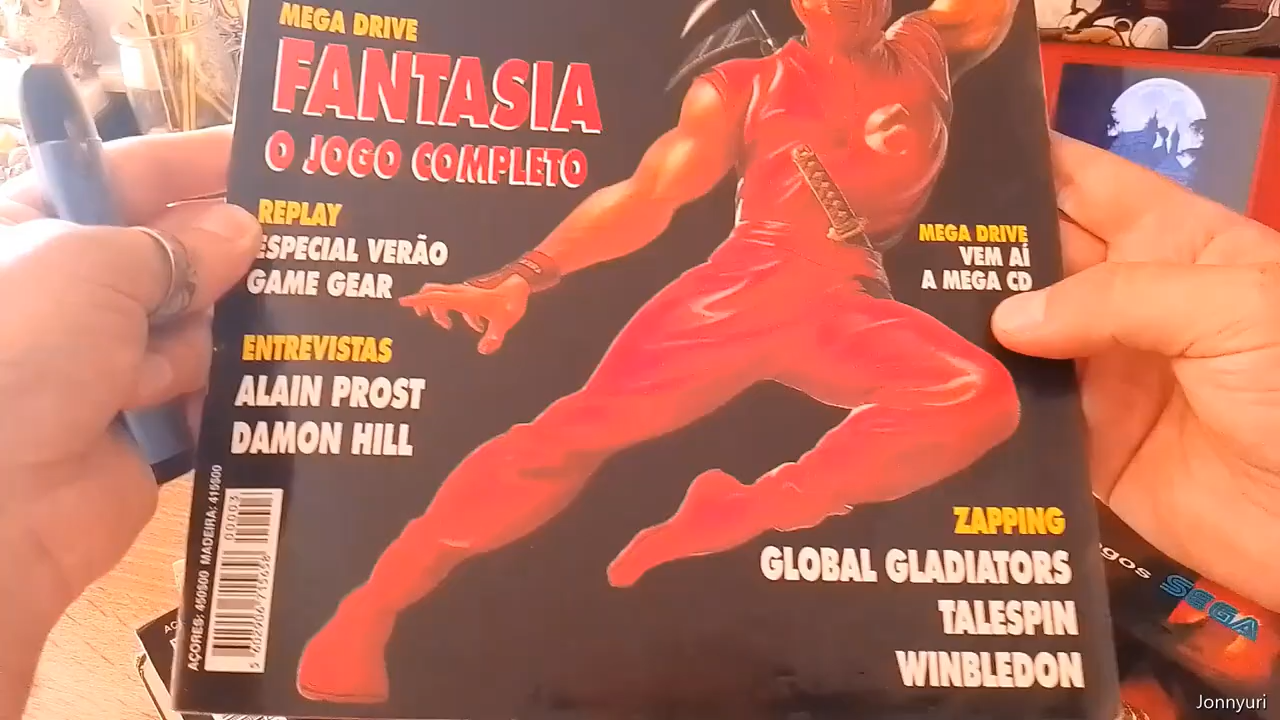 MEGA DRIVE
FANTASIA
O JOGO COMPLETO
REPLAY
ESPECIAL VERÃO
GAME GEAR
ENTREVISTAS
ALAIN PROST
DAMON HILL
MEGA DRIVE
VEM AÍ
A MEGA CD
ZAPPING
GLOBAL GLADIATORS
TALESPIN
WINBLEDON
AÇORES: 450$00 MADEIRA: 415$00
00003
SEGA
Jonnyuri